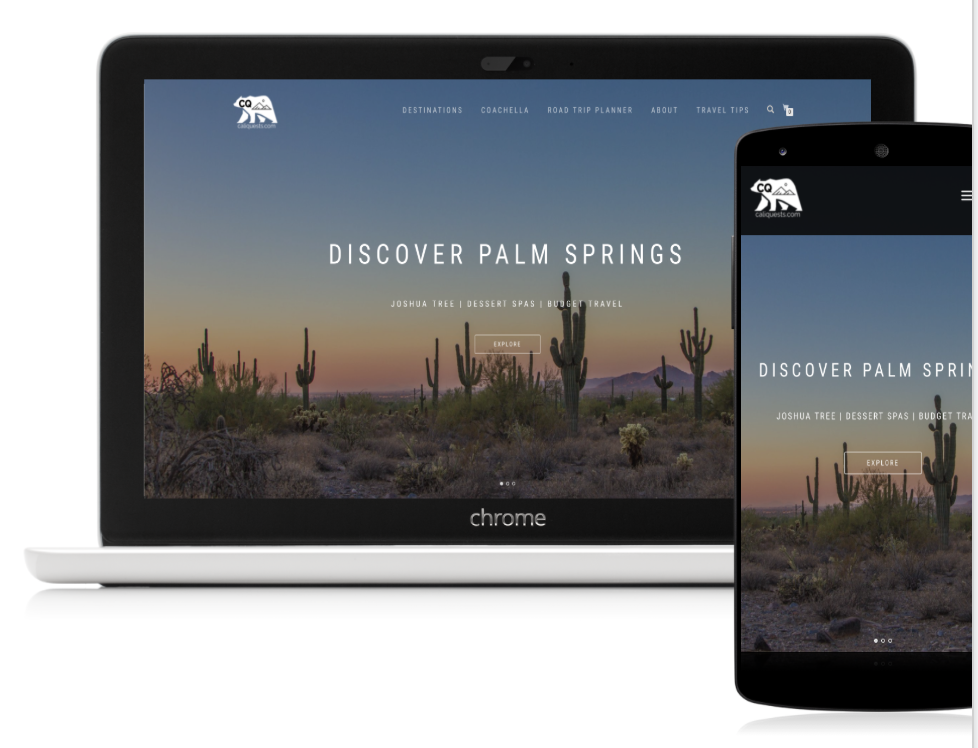 CQ
caliquests.com
DESTINATIONS COACHELLA ROAD TRIP PLANNER ABOUT TRAVEL TIPS
0
DISCOVER PALM SPRINGS
JOSHUA TREE | DESSERT SPAS | BUDGET TRAVEL
EXPLORE
chrome
CQ
caliquests.com
DISCOVER PALM SPRIN
JOSHUA TREE | DESSERT SPAS | BUDGET TRA
EXPLORE